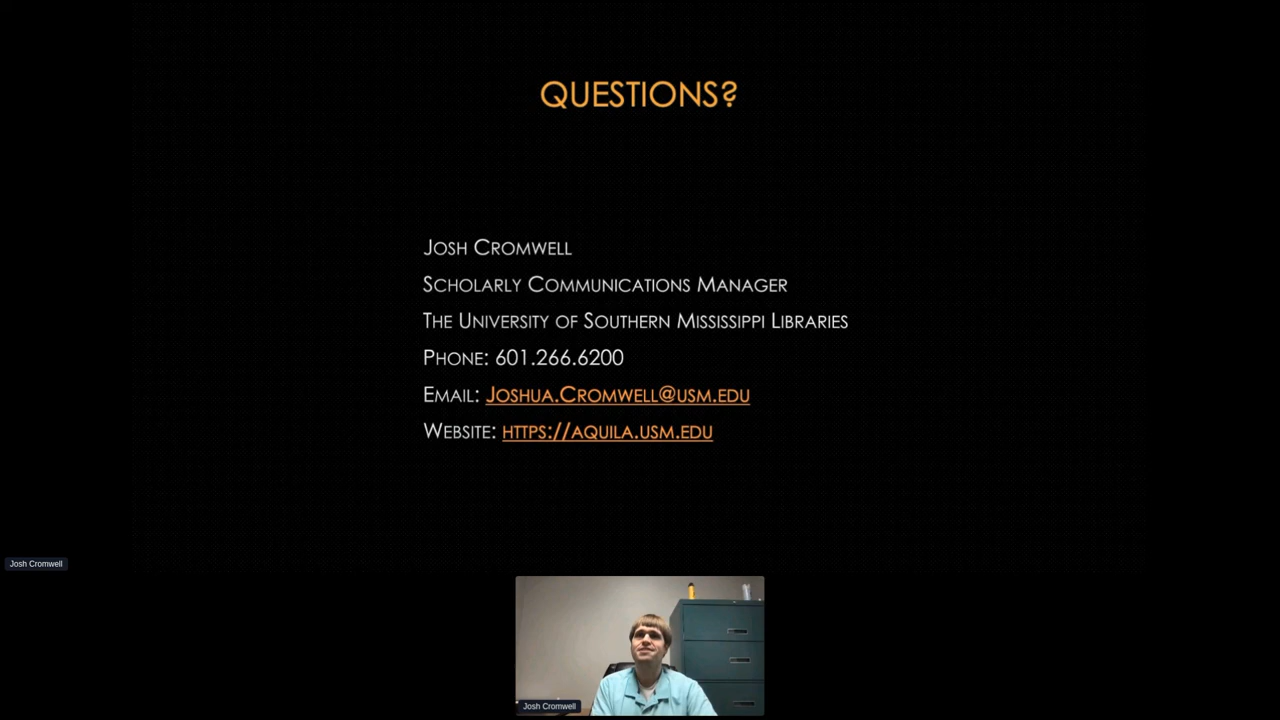 QUESTIONS?
JOSH CROMWELL
SCHOLARLY COMMUNICATIONS MANAGER
THE UNIVERSITY OF SOUTHERN MISSISSIPPI LIBRARIES
PHONE: 601.266.6200
EMAIL: JOSHUA.CROMWELL@USM.EDU
WEBSITE: HTTPS://AQUILA.USM.EDU
Josh Cromwell
Josh Cromwell